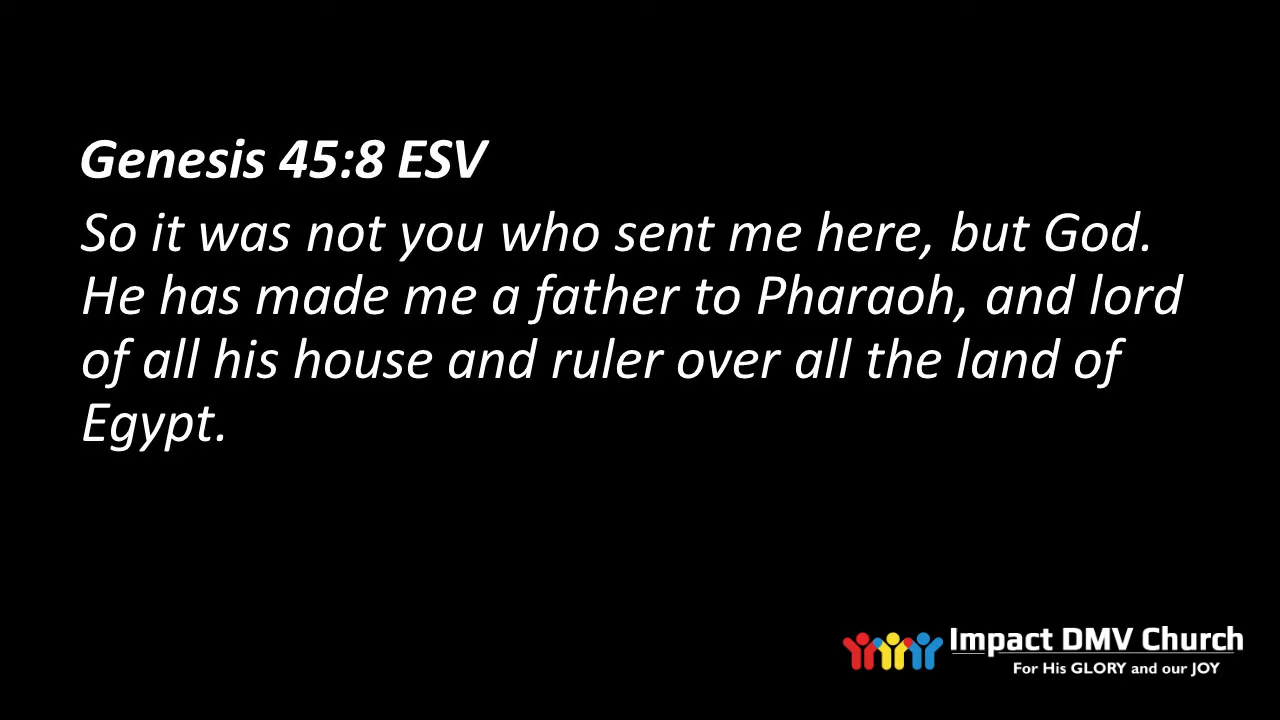 Genesis 45:8 ESV
So it was not you who sent me here, but God.
He has made me a father to Pharaoh, and lord
of all his house and ruler over all the land of
Egypt.
Impact DMV Church
For His GLORY and our JOY